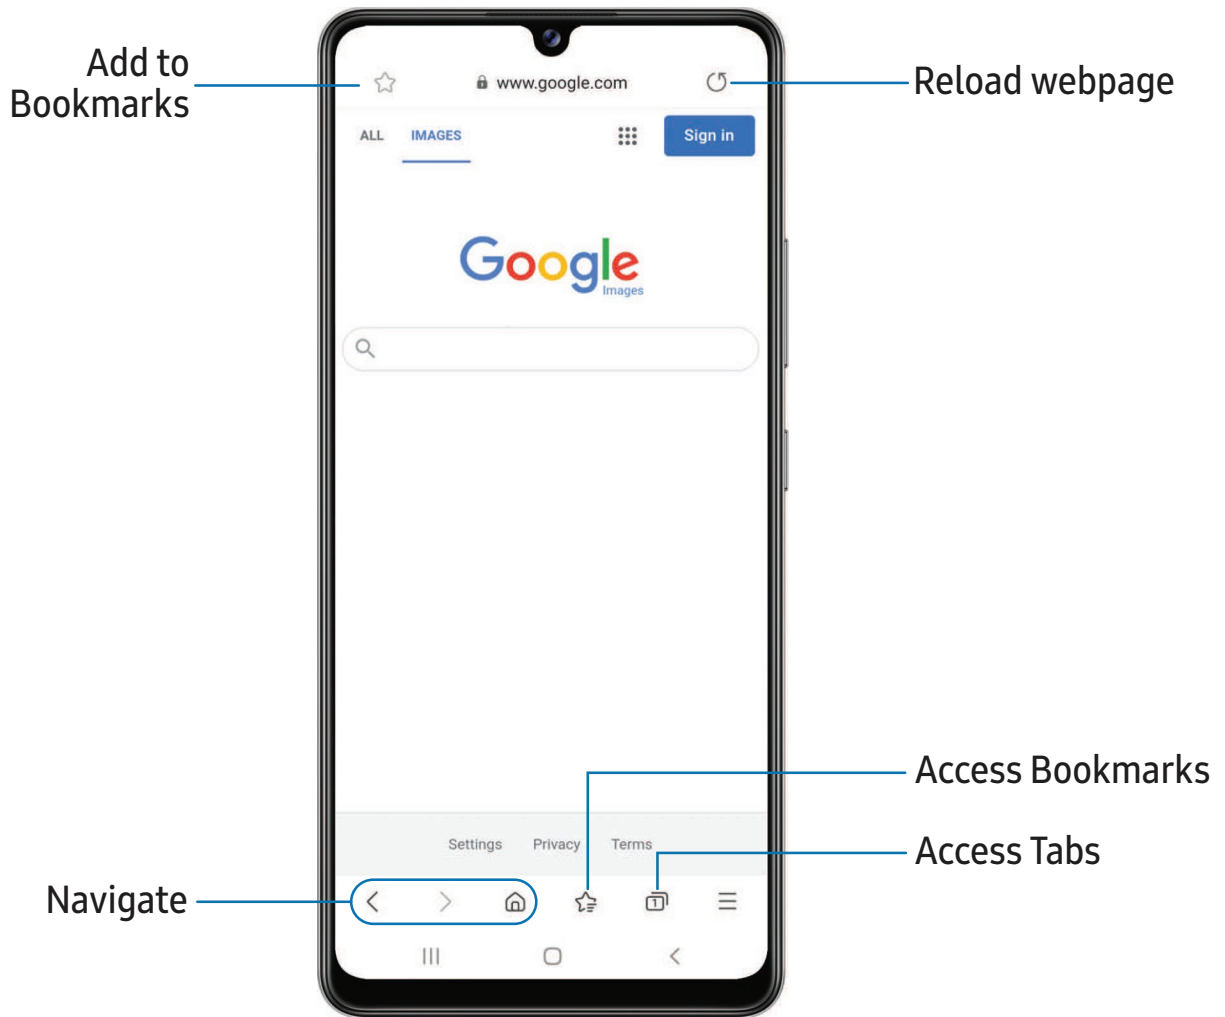 Add to
Bookmarks
www.google.com
Reload webpage
ALL IMAGES
Sign in
Google
Images
Access Bookmarks
Settings Privacy Terms
Access Tabs
Navigate
1